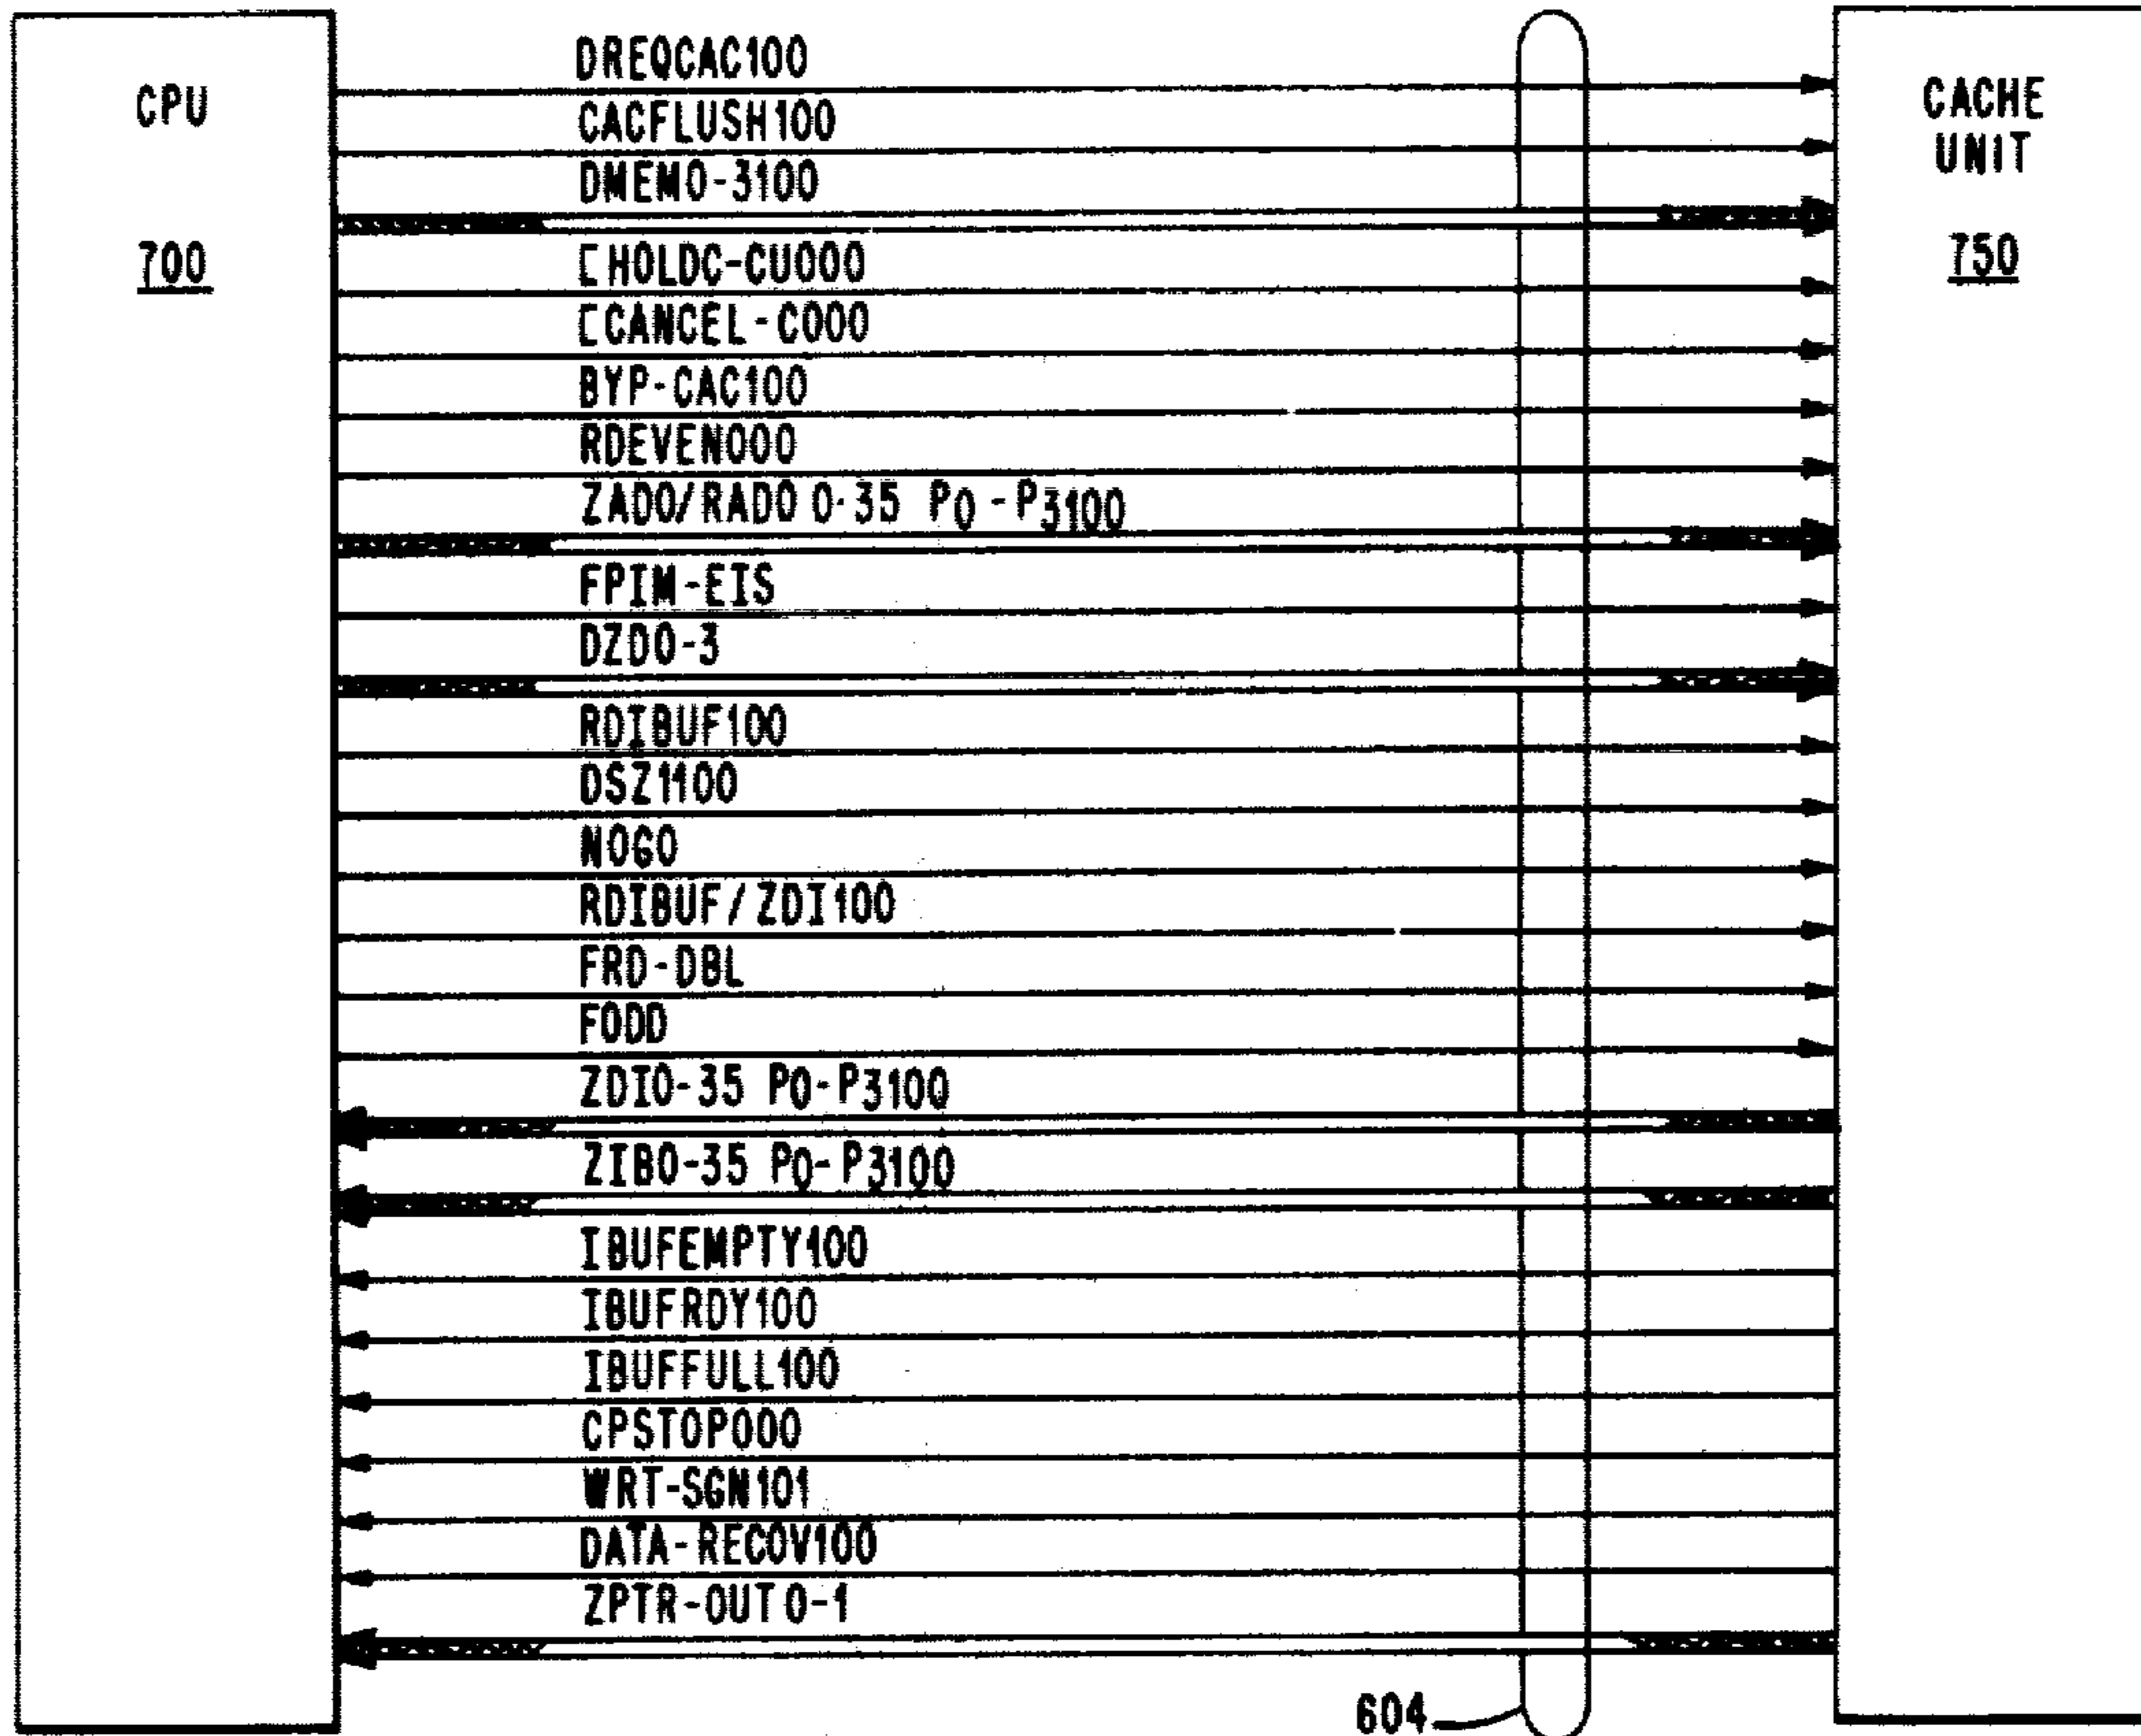 CPU
700
DREQCAC100
CACFLUSH100
DMEM0-3100
[HOLDC-CU000
[CANCEL-C000
BYP-CAC100
RDEVEN000
ZADO/RADO 0-35 P0-P3100
FPIM-EIS
DZD0-3
RDIBUF100
DSZ1100
NOGO
RDIBUF/ZDI100
FRD-DBL
FODD
ZDI0-35 P0-P3100
ZIB0-35 P0-P3100
IBUFEMPTY100
IBUFRDY100
IBUFFULL100
CPSTOP000
WRT-SGN101
DATA-RECOV100
ZPTR-OUT 0-1
604
CACHE
UNIT
750